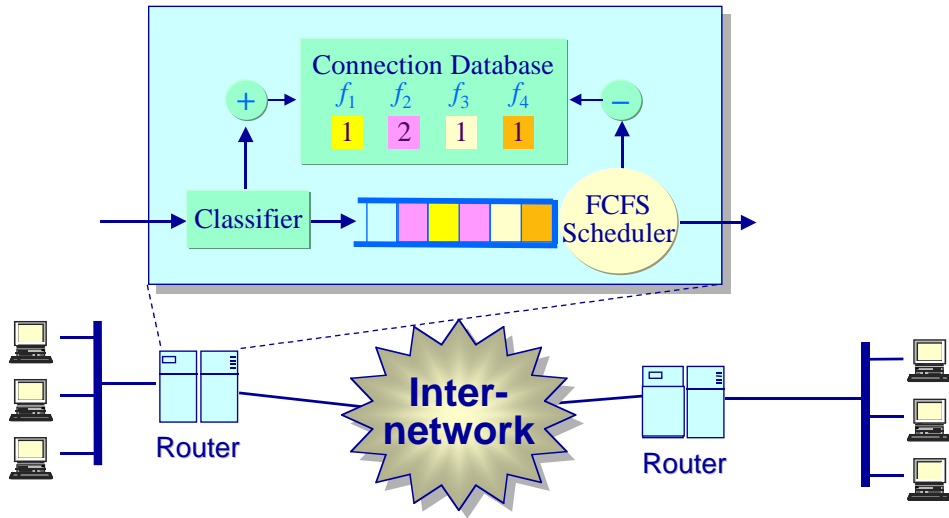 Connection Database
+ f1 f2 f3 f4 −
1 2 1 1
Classifier
FCFS
Scheduler
Inter-
network
Router
Router